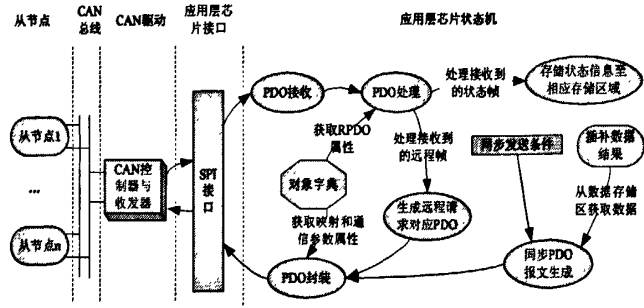 从节点
CAN
总线
CAN驱动
应用层芯
片接口
应用层芯片状态机
从节点1
...
从节点n
CAN控
制器与
收发器
SPI
接
口
PDO接收
PDO处理
处理接收到
的状态帧
存储状态信息至
相应存储区域
获取RPDO
属性
处理接收到
的远程帧
同步发送条件
插补数据
结果
对象字典
生成远程请
求对应PDO
从数据存储
区获取数据
获取映射和通
信参数属性
PDO封装
同步PDO
报文生成